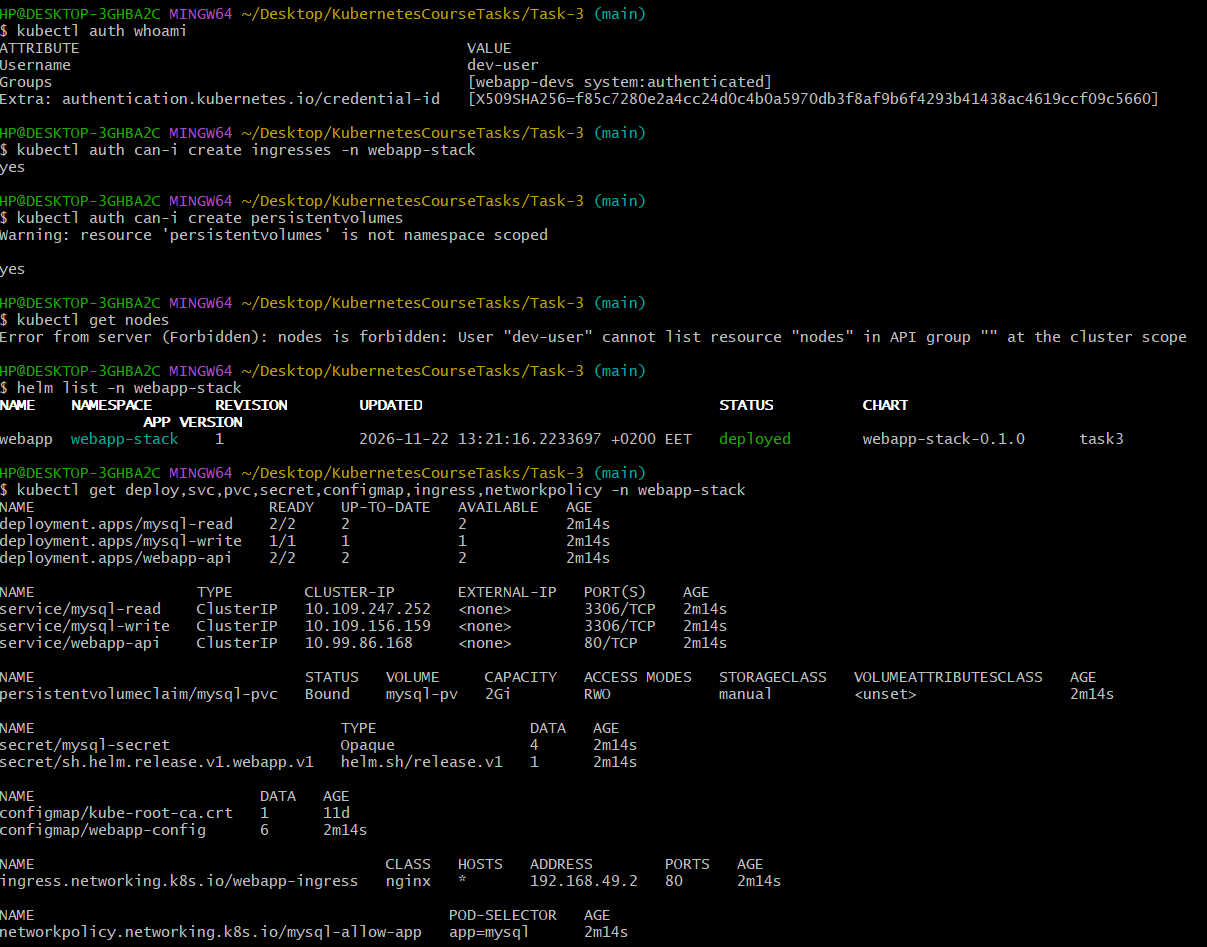 HP@DESKTOP-3GHBA2C MINGW64 ~/Desktop/KubernetesCourseTasks/Task-3 (main)
$ kubectl auth whoami
ATTRIBUTE                                           VALUE
Username                                            dev-user
Groups                                              [webapp-devs system:authenticated]
Extra: authentication.kubernetes.io/credential-id   [X509SHA256=f85c7280e2a4cc24d0c4b0a5970db3f8af9b6f4293b41438ac4619ccf09c5660]

HP@DESKTOP-3GHBA2C MINGW64 ~/Desktop/KubernetesCourseTasks/Task-3 (main)
$ kubectl auth can-i create ingresses -n webapp-stack
yes

HP@DESKTOP-3GHBA2C MINGW64 ~/Desktop/KubernetesCourseTasks/Task-3 (main)
$ kubectl auth can-i create persistentvolumes
Warning: resource 'persistentvolumes' is not namespace scoped

yes

HP@DESKTOP-3GHBA2C MINGW64 ~/Desktop/KubernetesCourseTasks/Task-3 (main)
$ kubectl get nodes
Error from server (Forbidden): nodes is forbidden: User "dev-user" cannot list resource "nodes" in API group "" at the cluster scope

HP@DESKTOP-3GHBA2C MINGW64 ~/Desktop/KubernetesCourseTasks/Task-3 (main)
$ helm list -n webapp-stack
NAME    NAMESPACE       REVISION        UPDATED                                 STATUS          CHART
                APP VERSION
webapp  webapp-stack    1               2026-11-22 13:21:16.2233697 +0200 EET   deployed        webapp-stack-0.1.0      task3

HP@DESKTOP-3GHBA2C MINGW64 ~/Desktop/KubernetesCourseTasks/Task-3 (main)
$ kubectl get deploy,svc,pvc,secret,configmap,ingress,networkpolicy -n webapp-stack
NAME                          READY   UP-TO-DATE   AVAILABLE   AGE
deployment.apps/mysql-read    2/2     2            2           2m14s
deployment.apps/mysql-write   1/1     1            1           2m14s
deployment.apps/webapp-api    2/2     2            2           2m14s

NAME                  TYPE        CLUSTER-IP       EXTERNAL-IP   PORT(S)    AGE
service/mysql-read    ClusterIP   10.109.247.252   <none>        3306/TCP   2m14s
service/mysql-write   ClusterIP   10.109.156.159   <none>        3306/TCP   2m14s
service/webapp-api    ClusterIP   10.99.86.168     <none>        80/TCP     2m14s

NAME                              STATUS   VOLUME     CAPACITY   ACCESS MODES   STORAGECLASS   VOLUMEATTRIBUTESCLASS   AGE
persistentvolumeclaim/mysql-pvc   Bound    mysql-pv   2Gi        RWO            manual         <unset>                 2m14s

NAME                                  TYPE                 DATA   AGE
secret/mysql-secret                   Opaque               4      2m14s
secret/sh.helm.release.v1.webapp.v1   helm.sh/release.v1   1      2m14s

NAME                         DATA   AGE
configmap/kube-root-ca.crt   1      11d
configmap/webapp-config      6      2m14s

NAME                                       CLASS   HOSTS   ADDRESS        PORTS   AGE
ingress.networking.k8s.io/webapp-ingress   nginx   *       192.168.49.2   80      2m14s

NAME                                              POD-SELECTOR   AGE
networkpolicy.networking.k8s.io/mysql-allow-app   app=mysql      2m14s